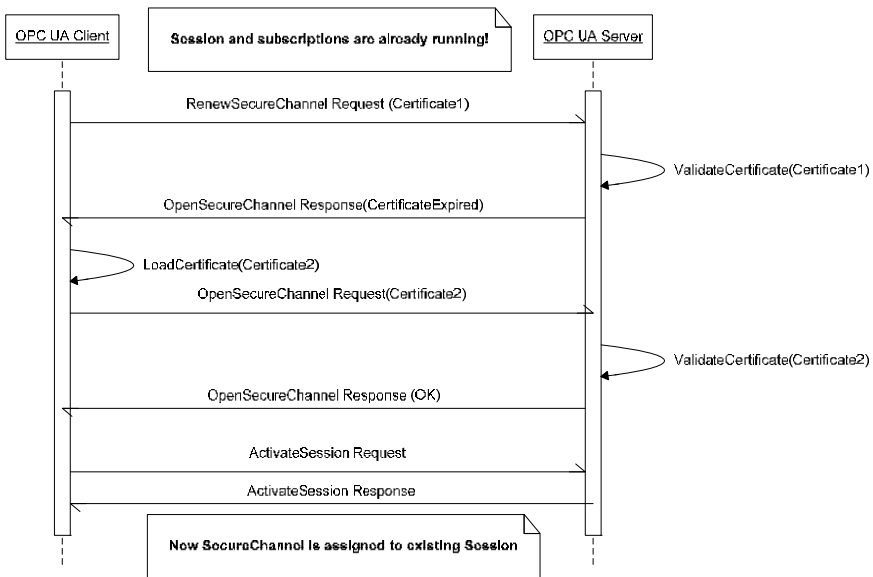 OPC UA Client
Session and subscriptions are already running!
OPC UA Server
RenewSecureChannel Request (Certificate1)
ValidateCertificate(Certificate1)
OpenSecureChannel Response(CertificateExpired)
LoadCertificate(Certificate2)
OpenSecureChannel Request(Certificate2)
ValidateCertificate(Certificate2)
OpenSecureChannel Response (OK)
ActivateSession Request
ActivateSession Response
Now SecureChannel is assigned to existing Session